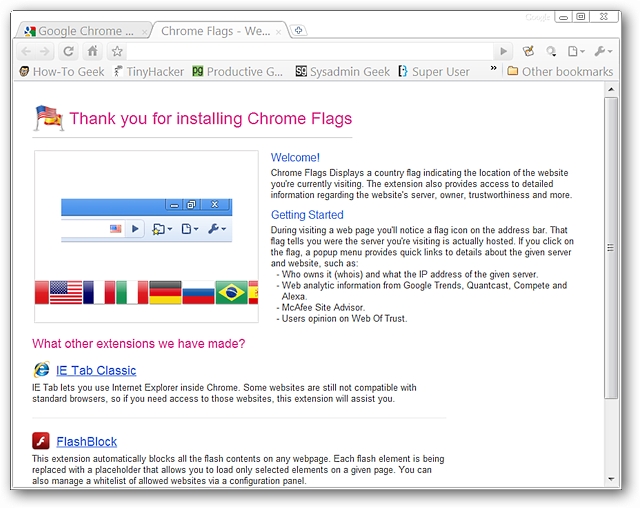 Google
Google Chrome ...
Chrome Flags - We...
How-To Geek
TinyHacker
Productive G...
Sysadmin Geek
Super User
»
Other bookmarks
Thank you for installing Chrome Flags
Welcome!
Chrome Flags Displays a country flag indicating the location of the website
you're currently visiting. The extension also provides access to detailed
information regarding the website's server, owner, trustworthiness and more.
Getting Started
During visiting a web page you'll notice a flag icon on the address bar. That
flag tells you were the server you're visiting is actually hosted. If you click on
the flag, a popup menu provides quick links to details about the given server
and website, such as:
- Who owns it (whois) and what the IP address of the given server.
- Web analytic information from Google Trends, Quantcast, Compete and
Alexa.
- McAfee Site Advisor.
- Users opinion on Web Of Trust.
What other extensions we have made?
IE Tab Classic
IE Tab lets you use Internet Explorer inside Chrome. Some websites are still not compatible with
standard browsers, so if you need access to those websites, this extension will assist you.
FlashBlock
This extension automatically blocks all the flash contents on any webpage. Each flash element is being
replaced with a placeholder that allows you to load only selected elements on a given page. You can
also manage a whitelist of allowed websites via a configuration panel.